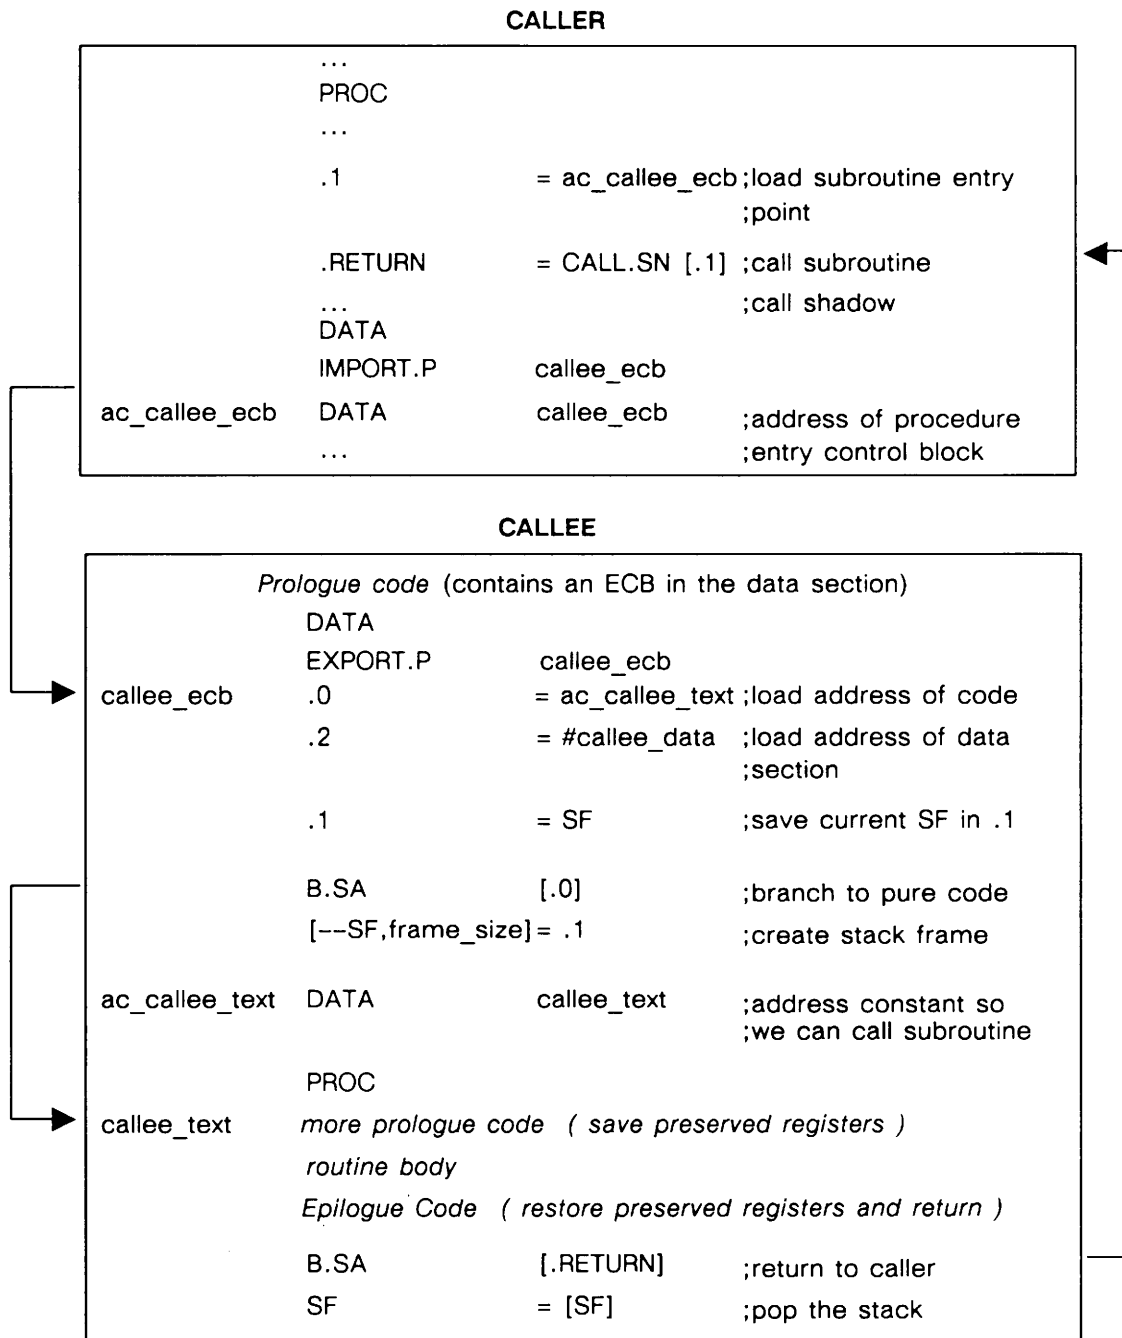 CALLER
...
PROC
...
.1 = ac_callee_ecb ;load subroutine entry
;point
.RETURN = CALL.SN [.1] ;call subroutine
... ;call shadow
DATA
IMPORT.P callee_ecb
ac_callee_ecb DATA callee_ecb ;address of procedure
... ;entry control block
CALLEE
Prologue code (contains an ECB in the data section)
DATA
EXPORT.P callee_ecb
callee_ecb .0 = ac_callee_text ;load address of code
.2 = #callee_data ;load address of data
;section
.1 = SF ;save current SF in .1
B.SA [.0] ;branch to pure code
[--SF,frame_size] = .1 ;create stack frame
ac_callee_text DATA callee_text ;address constant so
;we can call subroutine
PROC
callee_text more prologue code ( save preserved registers )
routine body
Epilogue Code ( restore preserved registers and return )
B.SA [.RETURN] ;return to caller
SF = [SF] ;pop the stack